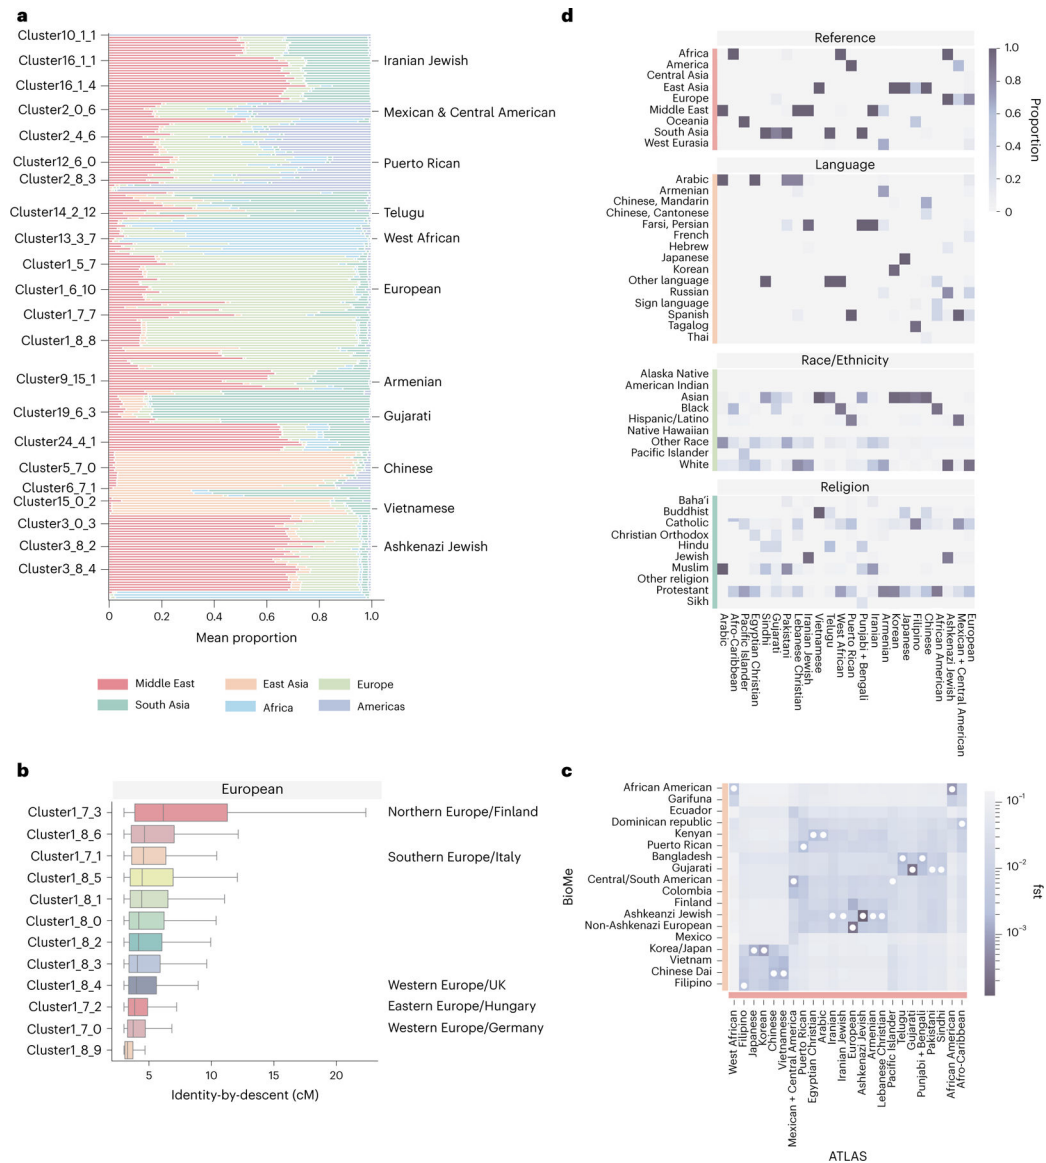 a
Cluster10_1_1
Cluster16_1_1
Cluster16_1_4
Cluster2_0_6
Cluster2_4_6
Cluster12_6_0
Cluster2_8_3
Cluster14_2_12
Cluster13_3_7
Cluster1_5_7
Cluster1_6_10
Cluster1_7_7
Cluster1_8_8
Cluster9_15_1
Cluster19_6_3
Cluster24_4_1
Cluster5_7_0
Cluster6_7_1
Cluster15_0_2
Cluster3_0_3
Cluster3_8_2
Cluster3_8_4
Iranian Jewish
Mexican & Central American
Puerto Rican
Telugu
West African
European
Armenian
Gujarati
Chinese
Vietnamese
Ashkenazi Jewish
0 0.2 0.4 0.6 0.8 1.0
Mean proportion
Middle East East Asia Europe
South Asia Africa Americas
d
Reference
Africa
America
Central Asia
East Asia
Europe
Middle East
Oceania
South Asia
West Eurasia
Language
Arabic
Armenian
Chinese, Mandarin
Chinese, Cantonese
Farsi, Persian
French
Hebrew
Japanese
Korean
Other language
Russian
Sign language
Spanish
Tagalog
Thai
Race/Ethnicity
Alaska Native
American Indian
Asian
Black
Hispanic/Latino
Native Hawaiian
Other Race
Pacific Islander
White
Religion
Baha'i
Buddhist
Catholic
Christian Orthodox
Hindu
Jewish
Muslim
Other religion
Protestant
Sikh
Arabic
Afro-Caribbean
Pacific Islander
Egyptian Christian
Sindhi
Gujarati
Pakistani
Lebanese Christian
Iranian Jewish
Vietnamese
Telugu
West African
Puerto Rican
Punjabi + Bengali
Iranian
Armenian
Korean
Japanese
Filipino
Chinese
African American
Ashkenazi Jewish
Mexican + Central American
European
1.0
0.8
0.6
0.4
0.2
0
Proportion
b
European
Cluster1_7_3
Cluster1_8_6
Cluster1_7_1
Cluster1_8_5
Cluster1_8_1
Cluster1_8_0
Cluster1_8_2
Cluster1_8_3
Cluster1_8_4
Cluster1_7_2
Cluster1_7_0
Cluster1_8_9
Northern Europe/Finland
Southern Europe/Italy
Western Europe/UK
Eastern Europe/Hungary
Western Europe/Germany
5 10 15 20
Identity-by-descent (cM)
c
BioMe
African American
Garifuna
Ecuador
Dominican republic
Kenyan
Puerto Rican
Bangladesh
Gujarati
Central/South American
Colombia
Finland
Ashkeanzi Jewish
Non-Ashkenazi European
Mexico
Korea/Japan
Vietnam
Chinese Dai
Filipino
West African
Filipino
Japanese
Korean
Chinese
Vietnamese
Mexican + Central America
Puerto Rican
Egyptian Christian
Arabic
Iranian
Iranian Jewish
European
Ashkenazi Jewish
Armenian
Lebanese Christian
Pacific Islander
Telugu
Gujarati
Punjabi + Bengali
Pakistani
Sindhi
African American
Afro-Caribbean
ATLAS
10⁻¹
10⁻²
10⁻³
fst